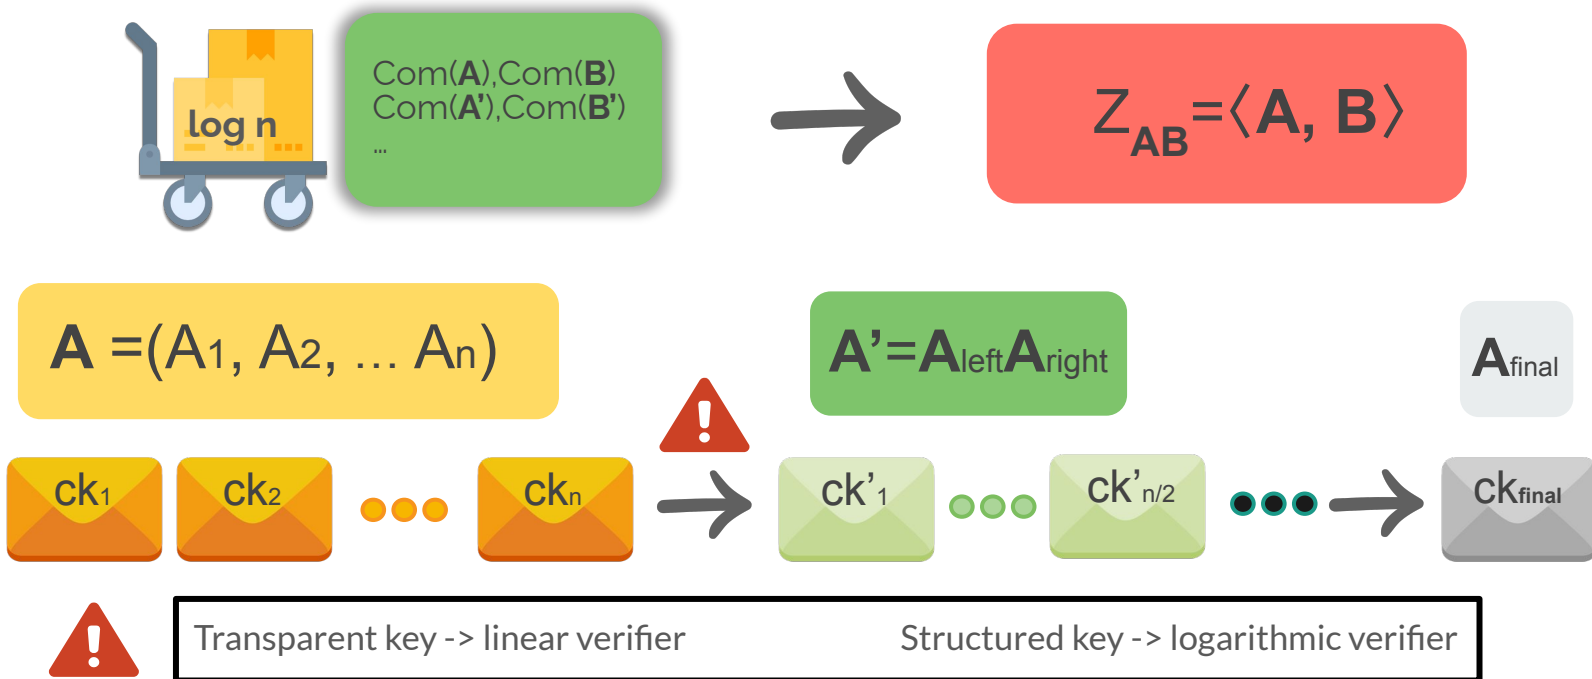 log n
Com(A),Com(B)
Com(A'),Com(B')
...
Z_AB=⟨A, B⟩
A =(A1, A2, ... An)
A'=AleftAright
Afinal
ck1
ck2
ckn
ck'1
ck'n/2
ckfinal
Transparent key -> linear verifier
Structured key -> logarithmic verifier